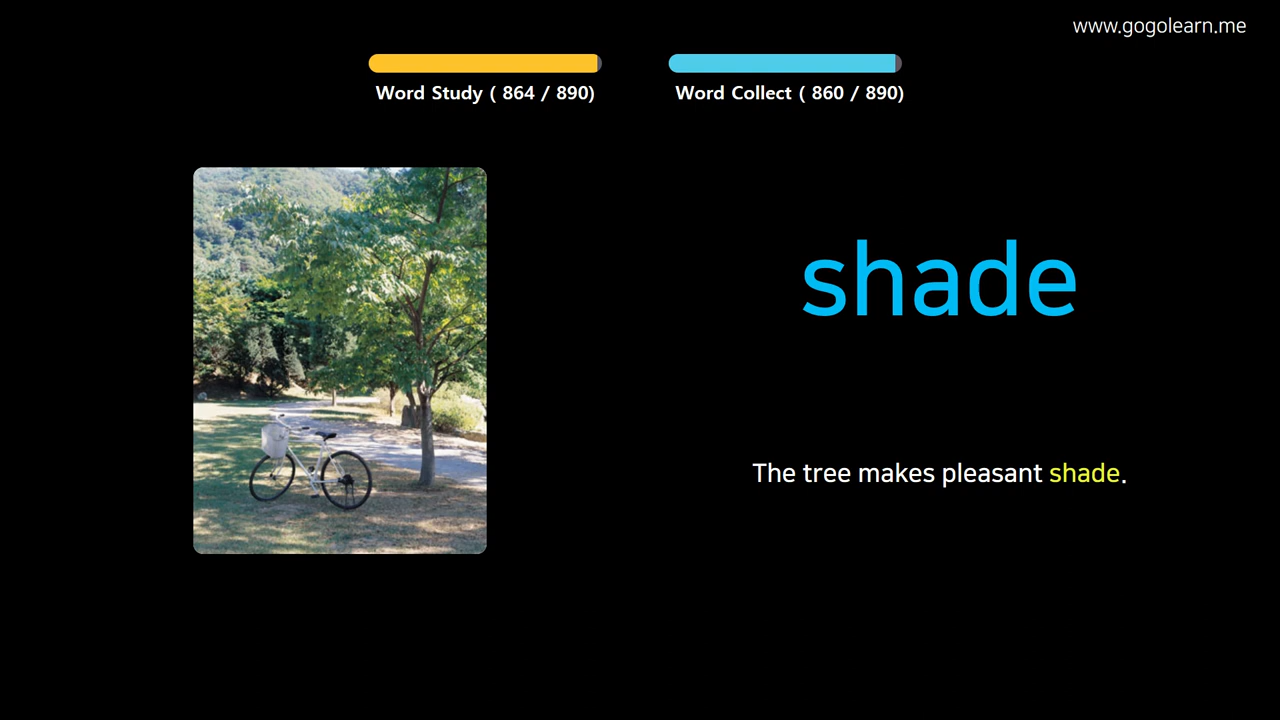 www.gogolearn.me
Word Study ( 864 / 890)
Word Collect ( 860 / 890)
shade
The tree makes pleasant shade.